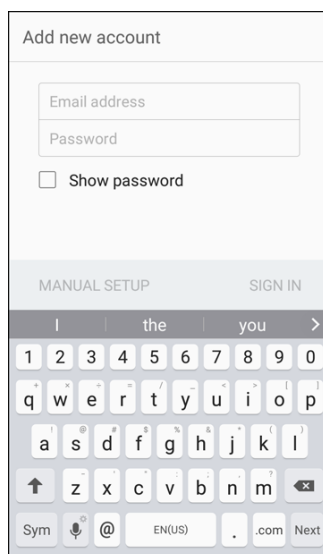 Add new account
Email address
Password
Show password
MANUAL SETUP SIGN IN
I the you >
1 2 3 4 5 6 7 8 9 0
+ × ÷ = / _ < > [ ]
q w e r t y u i o p
! @ # $ % & * ( )
a s d f g h j k l
- ' " : ; , ?
z x c v b n m
Sym @ EN(US) . .com Next